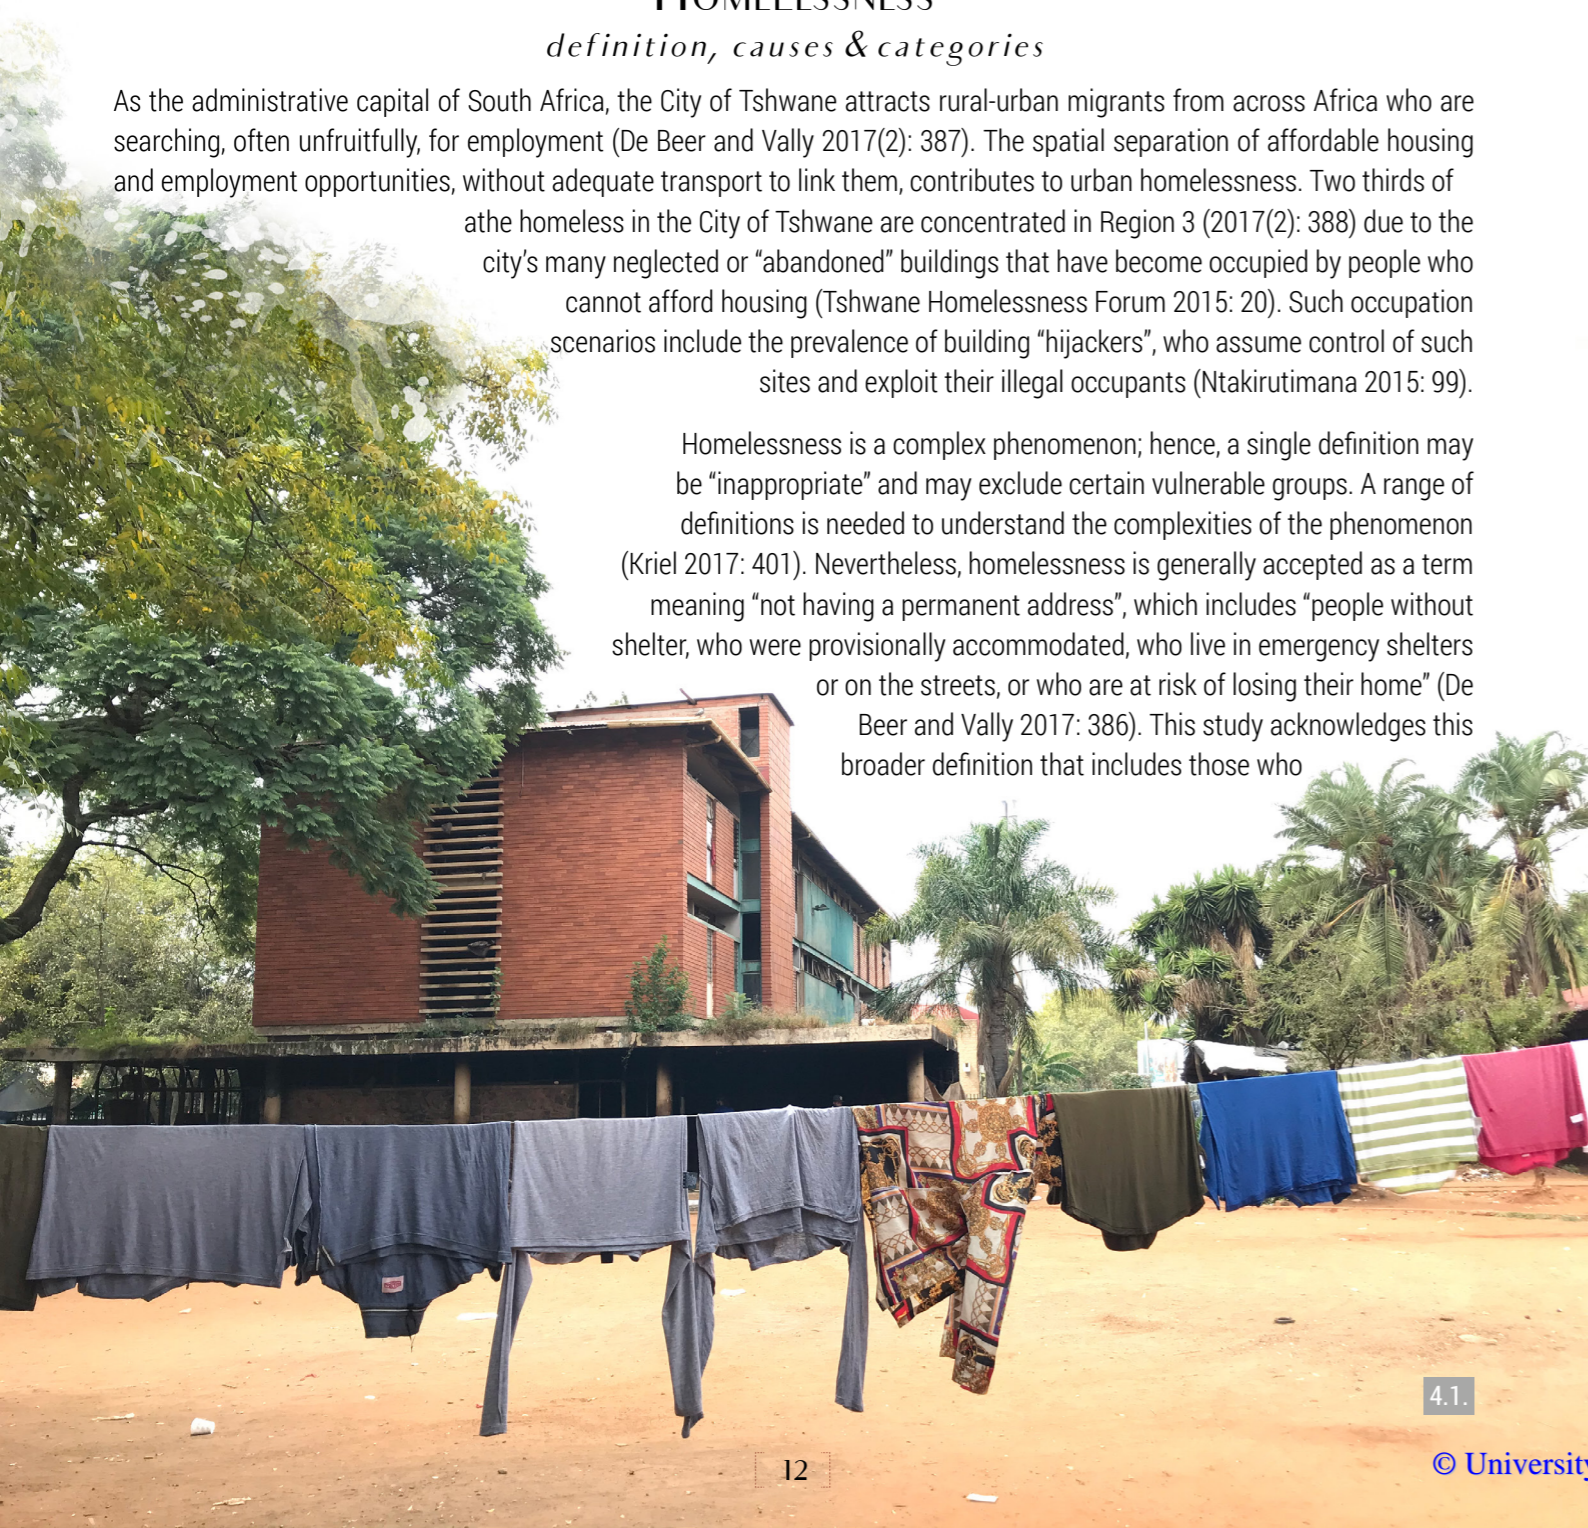 HOMELESSNESS
definition, causes & categories
As the administrative capital of South Africa, the City of Tshwane attracts rural-urban migrants from across Africa who are
searching, often unfruitfully, for employment (De Beer and Vally 2017(2): 387). The spatial separation of affordable housing
and employment opportunities, without adequate transport to link them, contributes to urban homelessness. Two thirds of
athe homeless in the City of Tshwane are concentrated in Region 3 (2017(2): 388) due to the
city’s many neglected or “abandoned” buildings that have become occupied by people who
cannot afford housing (Tshwane Homelessness Forum 2015: 20). Such occupation
scenarios include the prevalence of building “hijackers”, who assume control of such
sites and exploit their illegal occupants (Ntakirutimana 2015: 99).
Homelessness is a complex phenomenon; hence, a single definition may
be “inappropriate” and may exclude certain vulnerable groups. A range of
definitions is needed to understand the complexities of the phenomenon
(Kriel 2017: 401). Nevertheless, homelessness is generally accepted as a term
meaning “not having a permanent address”, which includes “people without
shelter, who were provisionally accommodated, who live in emergency shelters
or on the streets, or who are at risk of losing their home” (De
Beer and Vally 2017: 386). This study acknowledges this
broader definition that includes those who
4.1.
12
© University